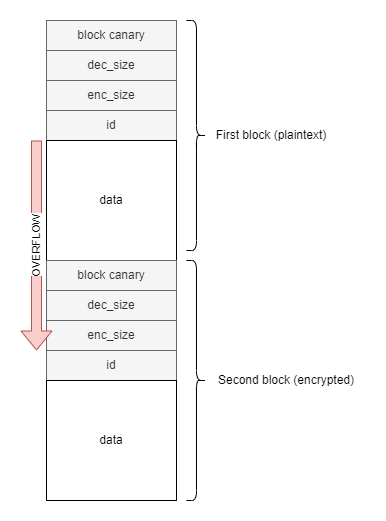 block canary
dec_size
enc_size
id
First block (plaintext)
data
OVERFLOW
block canary
dec_size
enc_size
id
Second block (encrypted)
data